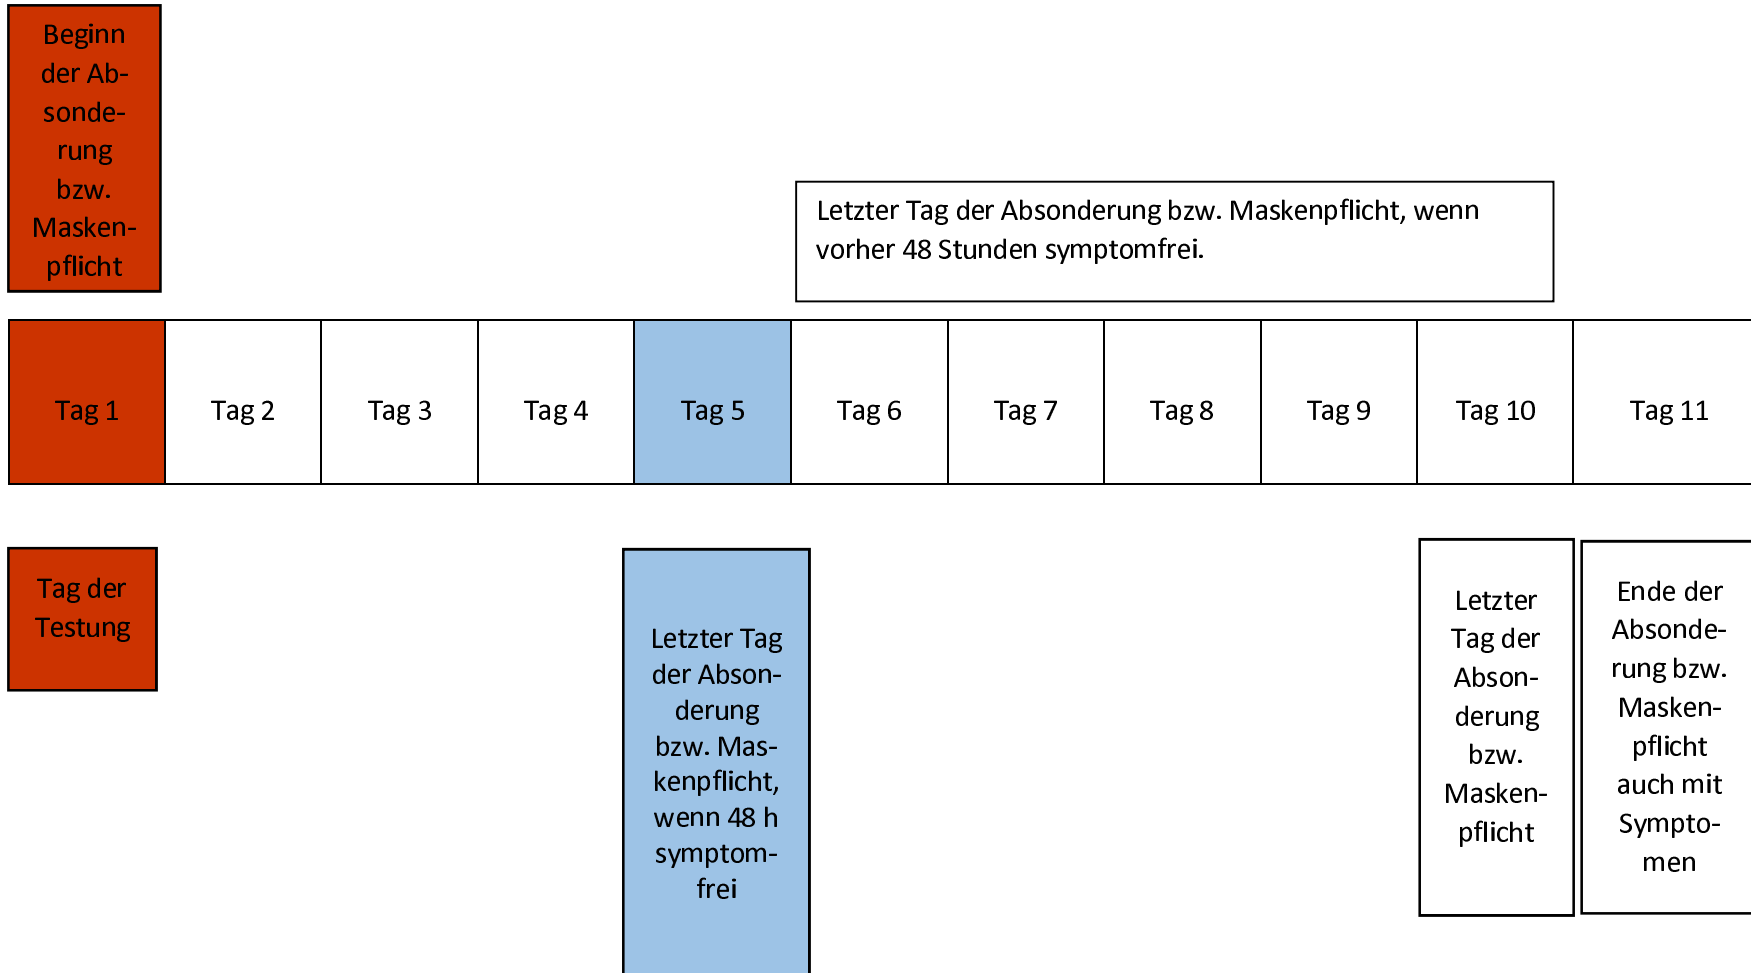 Beginn
der Ab-
sonde-
rung
bzw.
Masken-
pflicht
Letzter Tag der Absonderung bzw. Maskenpflicht, wenn
vorher 48 Stunden symptomfrei.
Tag 1
Tag 2
Tag 3
Tag 4
Tag 5
Tag 6
Tag 7
Tag 8
Tag 9
Tag 10
Tag 11
Tag der
Testung
Letzter Tag
der Abson-
derung
bzw. Mas-
kenpflicht,
wenn 48 h
symptom-
frei
Letzter
Tag der
Abson-
derung
bzw.
Masken-
pflicht
Ende der
Absonde-
rung bzw.
Masken-
pflicht
auch mit
Sympto-
men